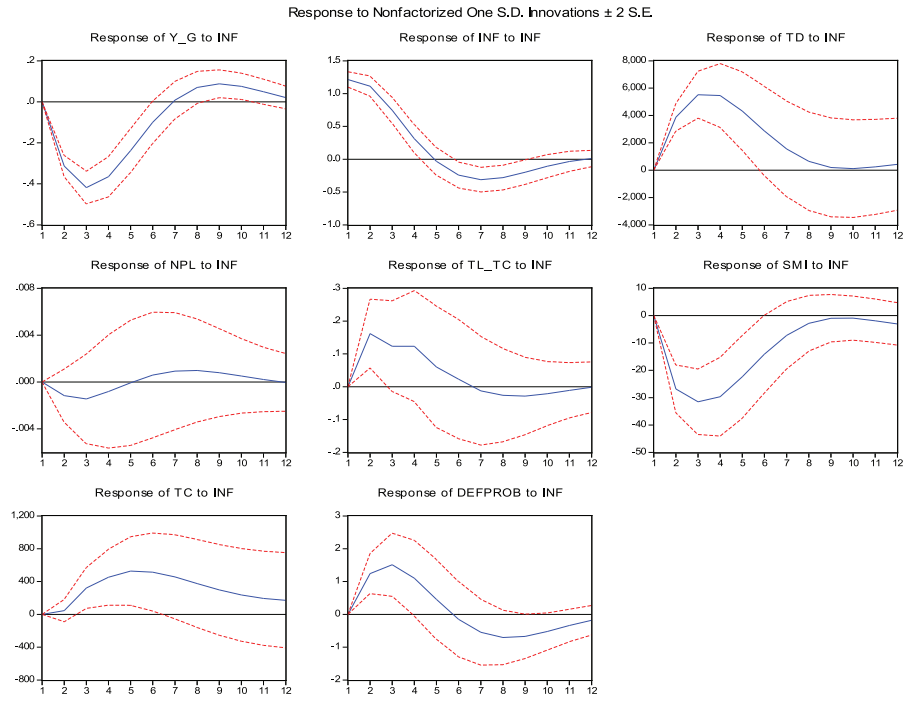 Response to Nonfactorized One S.D. Innovations ± 2 S.E.
Response of Y_G to INF
.2
.0
-.2
-.4
-.6
1 2 3 4 5 6 7 8 9 10 11 12
Response of INF to INF
1.5
1.0
0.5
0.0
-0.5
-1.0
1 2 3 4 5 6 7 8 9 10 11 12
Response of TD to INF
8,000
6,000
4,000
2,000
0
-2,000
-4,000
1 2 3 4 5 6 7 8 9 10 11 12
Response of NPL to INF
.008
.004
.000
-.004
1 2 3 4 5 6 7 8 9 10 11 12
Response of TL_TC to INF
.3
.2
.1
.0
-.1
-.2
1 2 3 4 5 6 7 8 9 10 11 12
Response of SMI to INF
10
0
-10
-20
-30
-40
-50
1 2 3 4 5 6 7 8 9 10 11 12
Response of TC to INF
1,200
800
400
0
-400
-800
1 2 3 4 5 6 7 8 9 10 11 12
Response of DEFPROB to INF
3
2
1
0
-1
-2
1 2 3 4 5 6 7 8 9 10 11 12